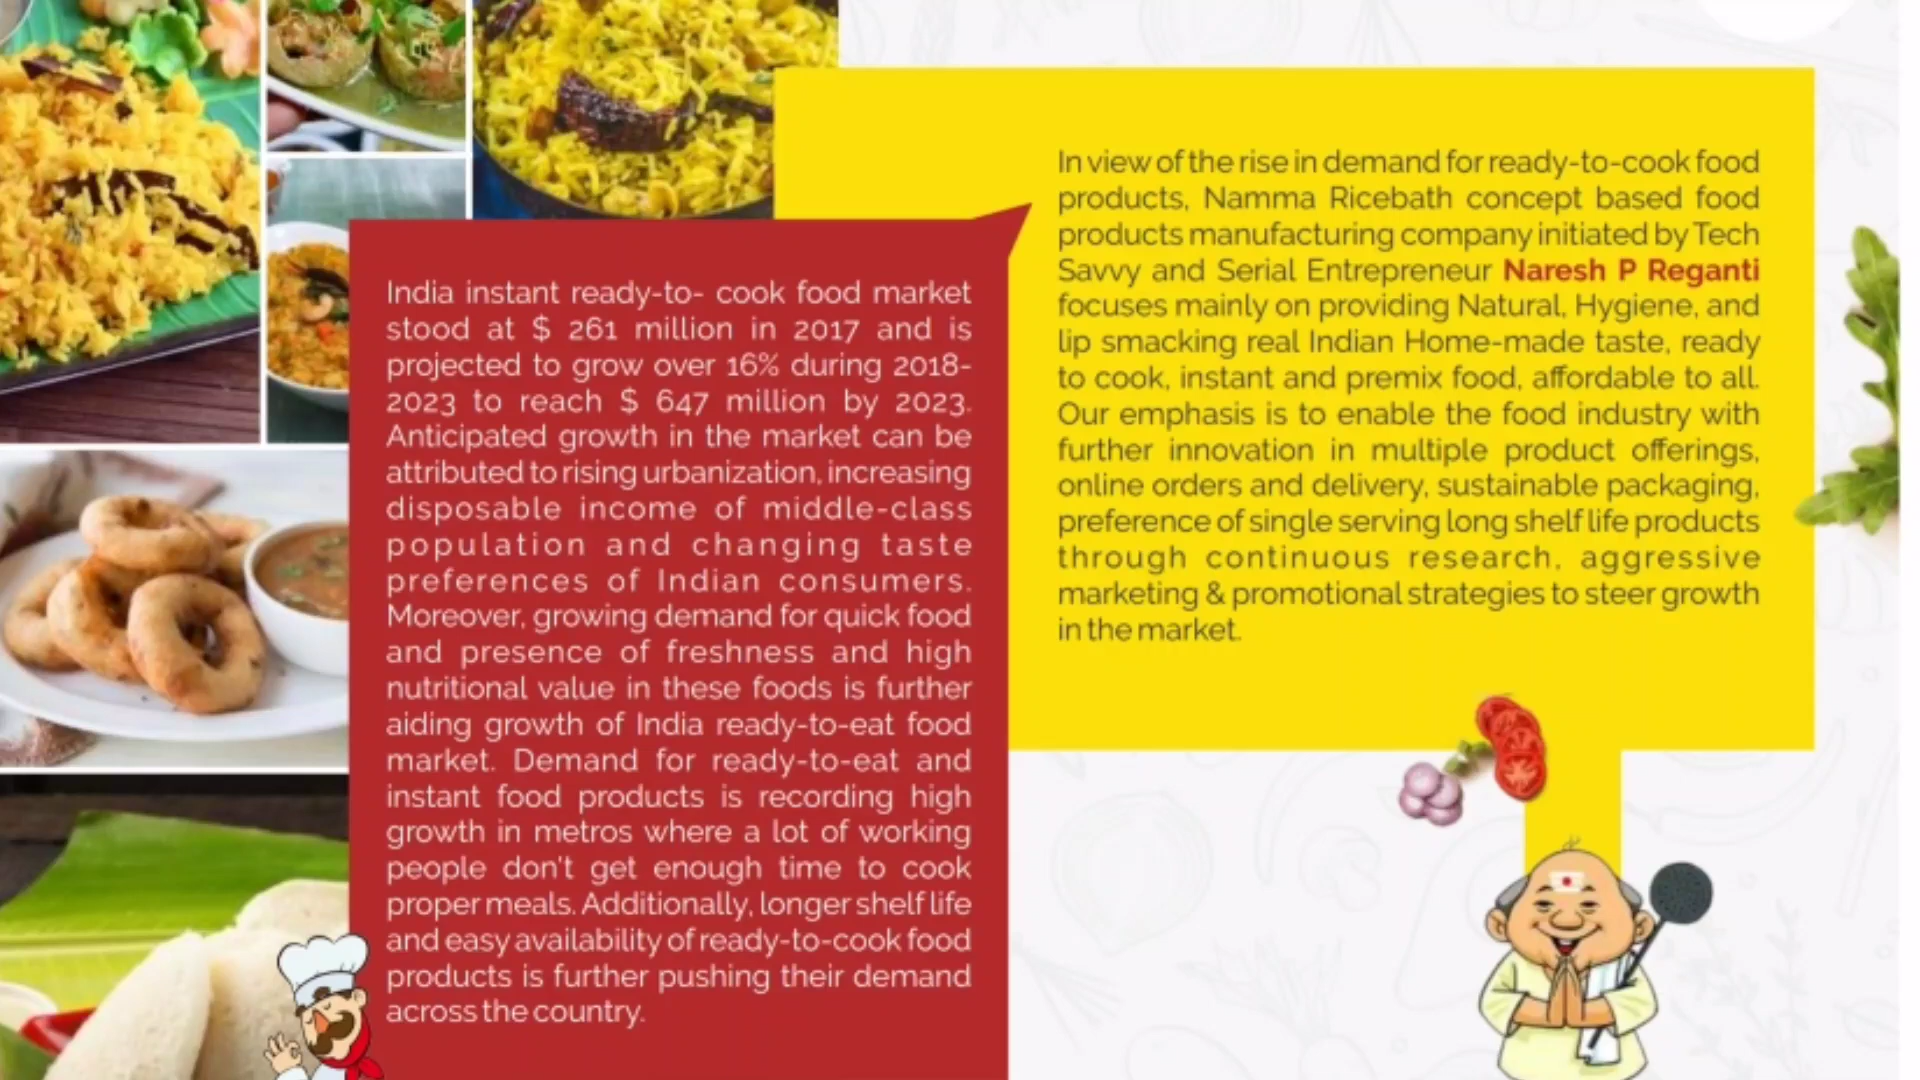 India instant ready-to- cook food market
stood at $ 261 million in 2017 and is
projected to grow over 16% during 2018-
2023 to reach $ 647 million by 2023.
Anticipated growth in the market can be
attributed to rising urbanization, increasing
disposable income of middle-class
population and changing taste
preferences of Indian consumers.
Moreover, growing demand for quick food
and presence of freshness and high
nutritional value in these foods is further
aiding growth of India ready-to-eat food
market. Demand for ready-to-eat and
instant food products is recording high
growth in metros where a lot of working
people don't get enough time to cook
proper meals. Additionally, longer shelf life
and easy availability of ready-to-cook food
products is further pushing their demand
across the country.
In view of the rise in demand for ready-to-cook food
products, Namma Ricebath concept based food
products manufacturing company initiated by Tech
Savvy and Serial Entrepreneur Naresh P Reganti
focuses mainly on providing Natural, Hygiene, and
lip smacking real Indian Home-made taste, ready
to cook, instant and premix food, affordable to all.
Our emphasis is to enable the food industry with
further innovation in multiple product offerings,
online orders and delivery, sustainable packaging,
preference of single serving long shelf life products
through continuous research, aggressive
marketing & promotional strategies to steer growth
in the market.